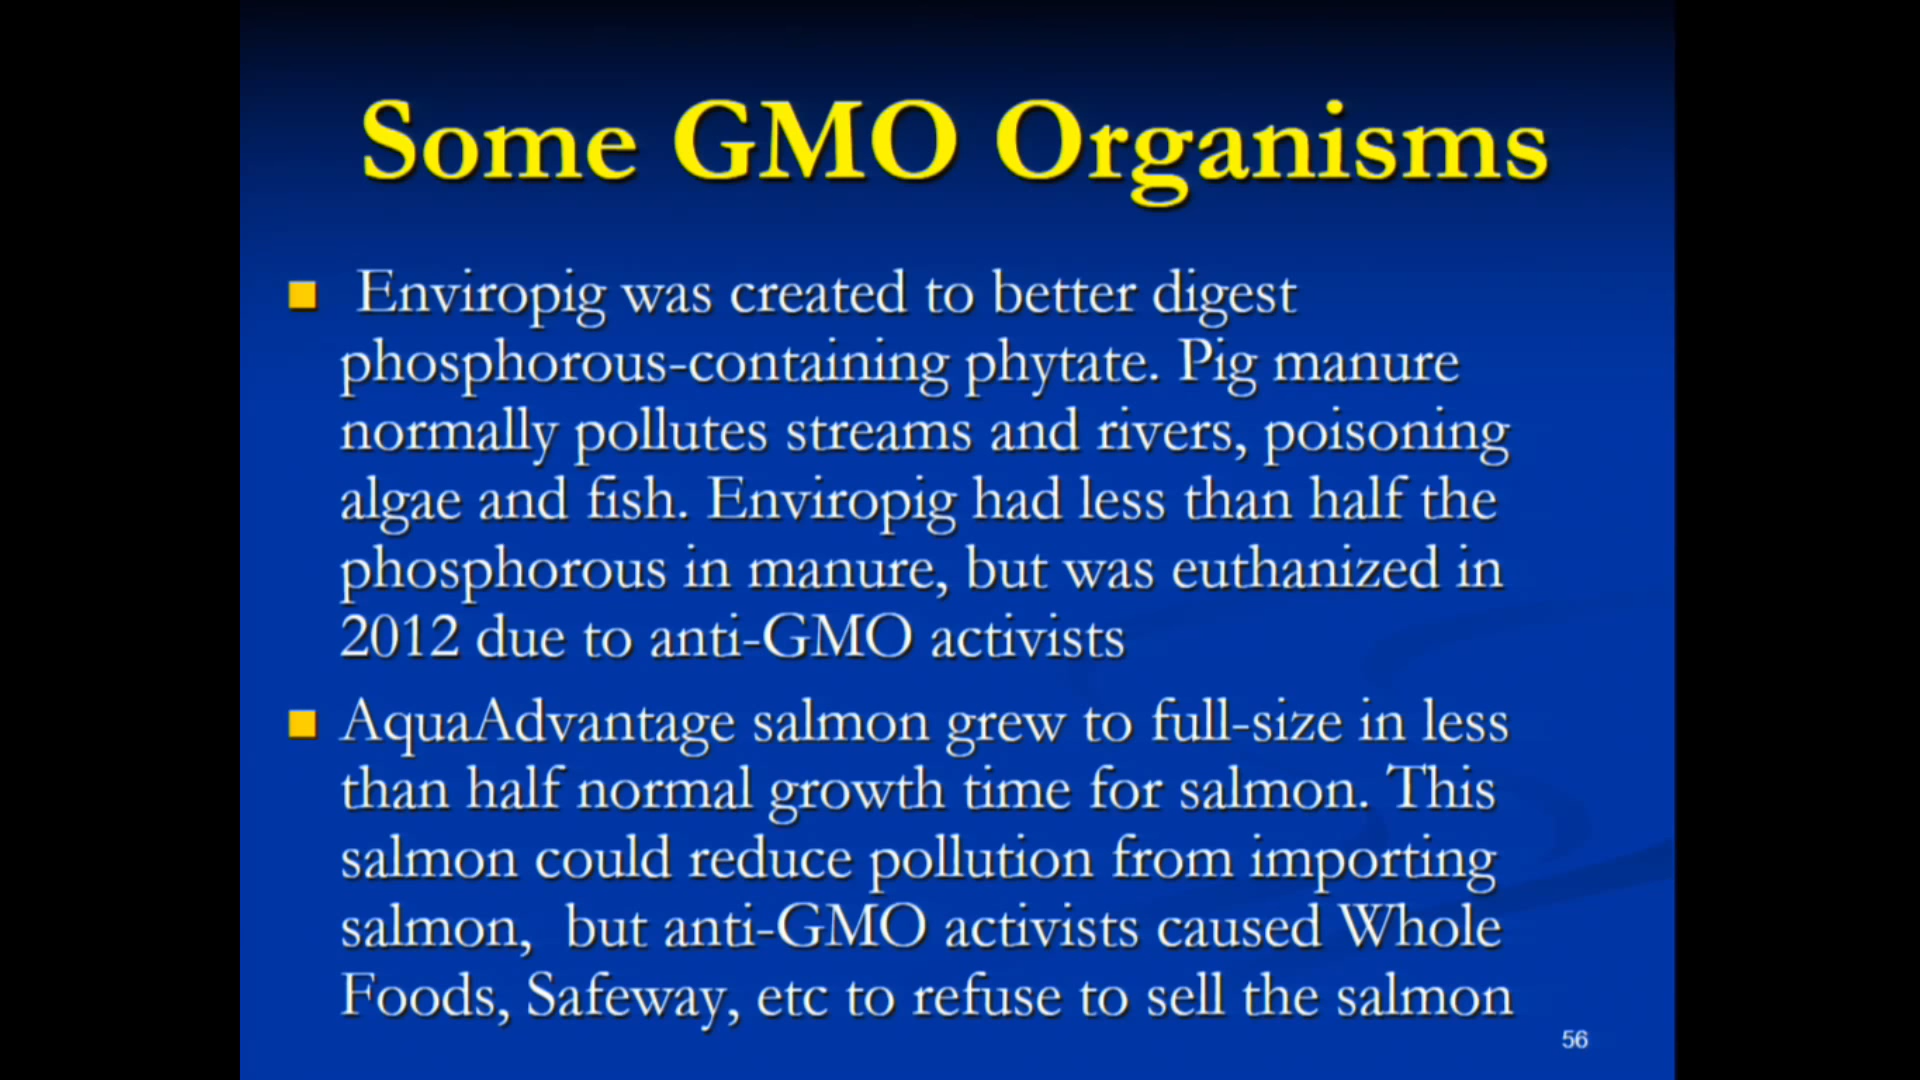 Some GMO Organisms
Enviropig was created to better digest
phosphorous-containing phytate. Pig manure
normally pollutes streams and rivers, poisoning
algae and fish. Enviropig had less than half the
phosphorous in manure, but was euthanized in
2012 due to anti-GMO activists
AquaAdvantage salmon grew to full-size in less
than half normal growth time for salmon. This
salmon could reduce pollution from importing
salmon, but anti-GMO activists caused Whole
Foods, Safeway, etc to refuse to sell the salmon
56